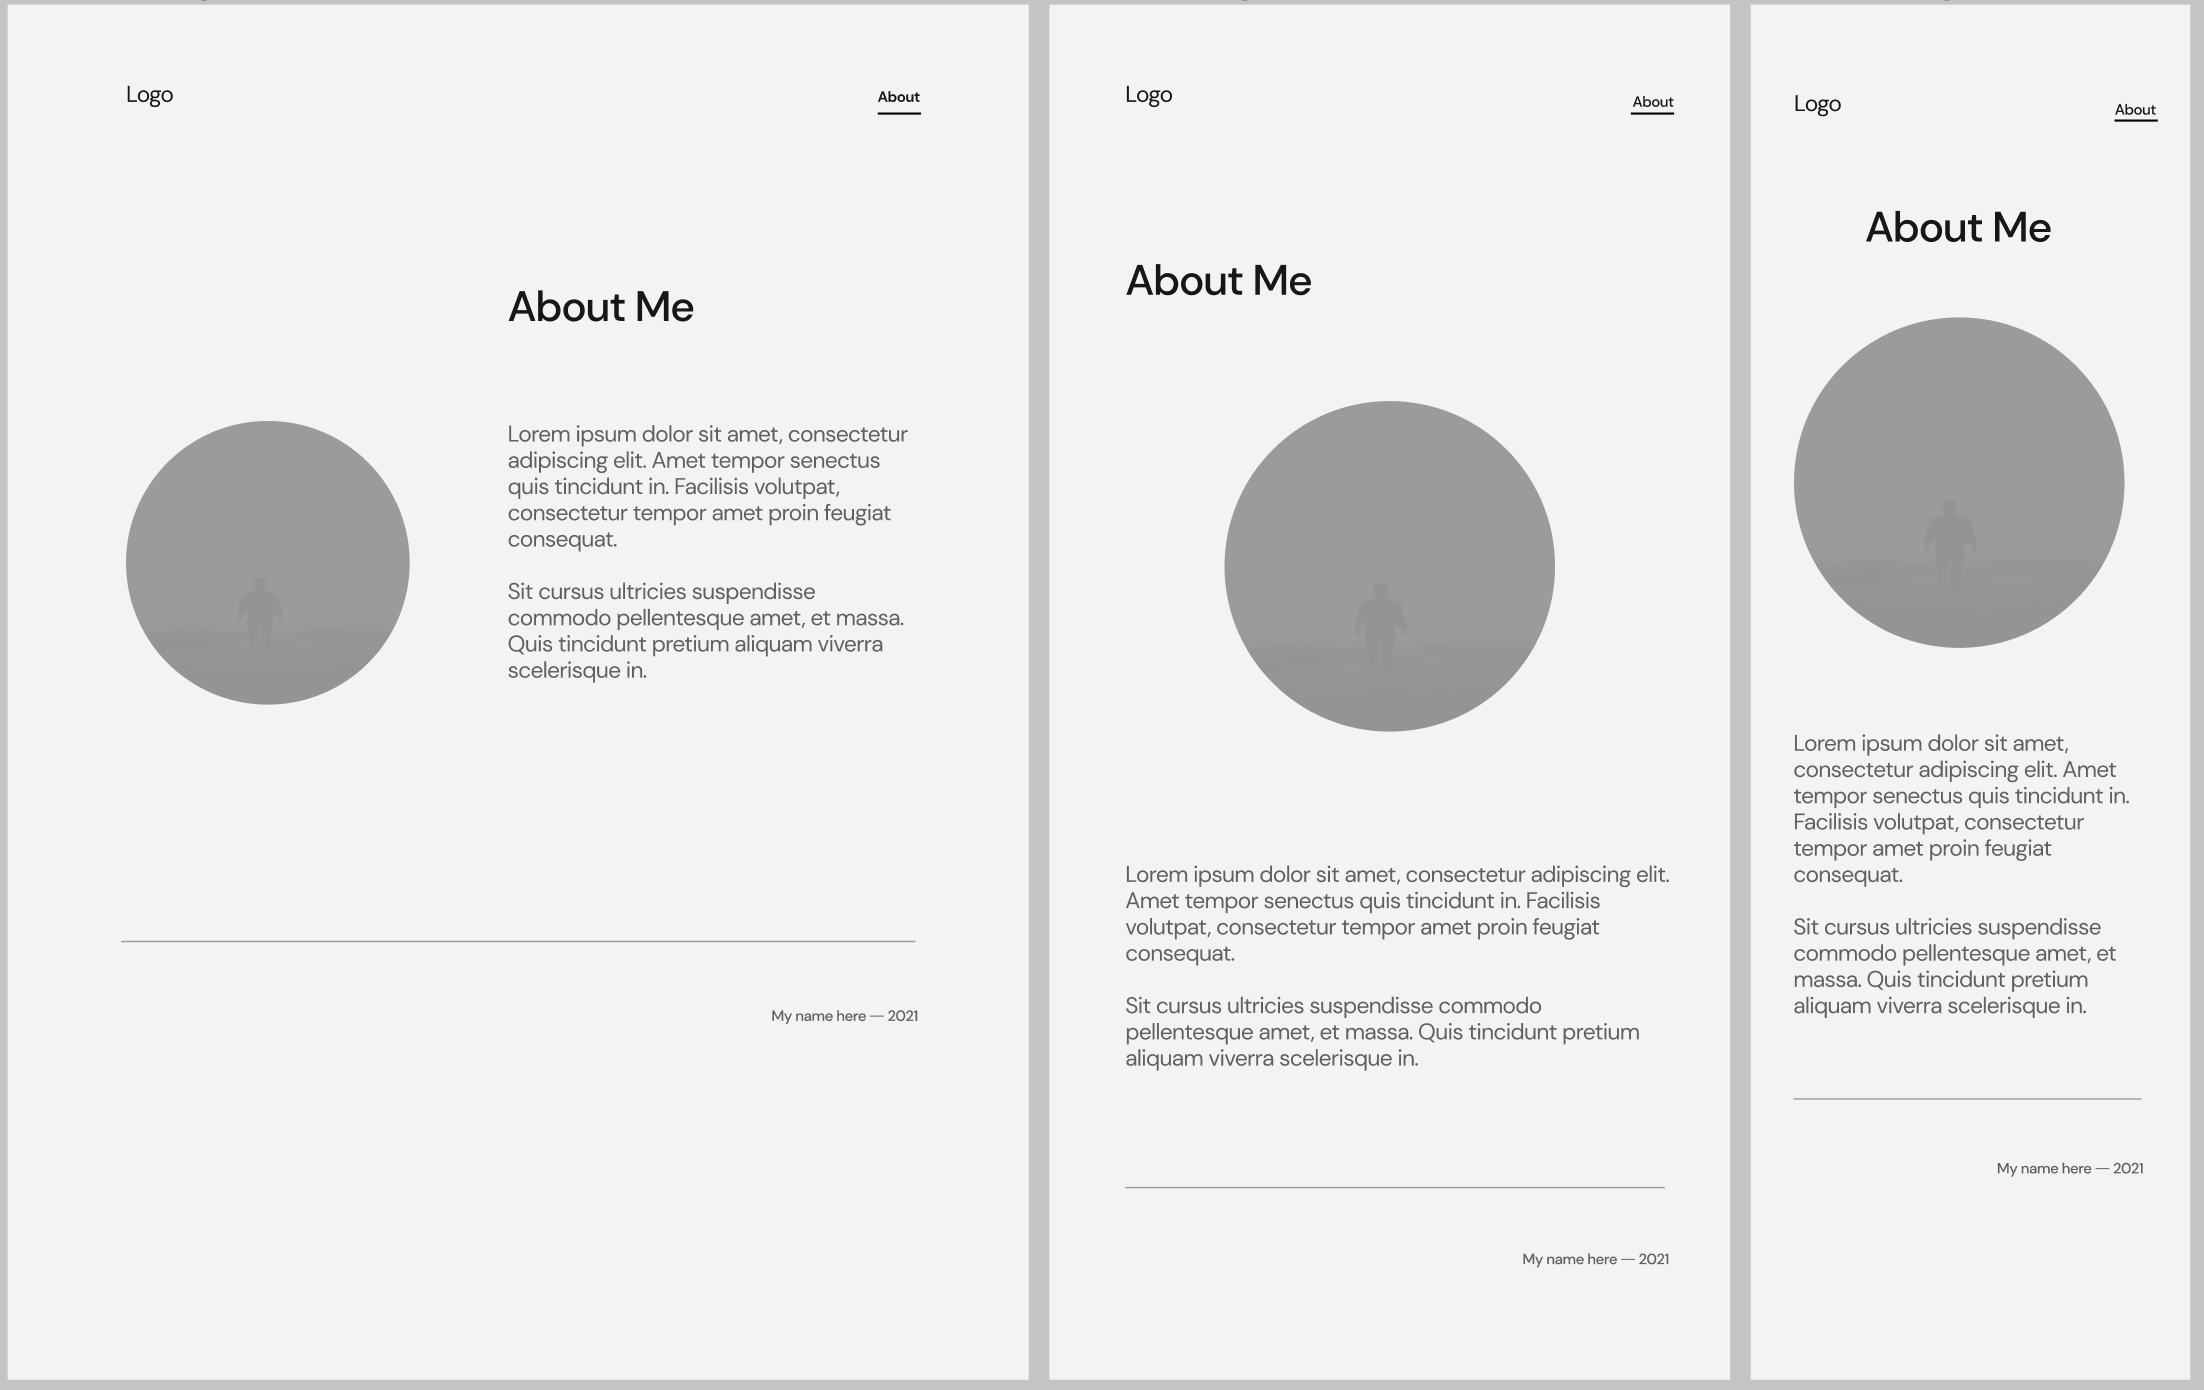 Logo
About
About Me
Lorem ipsum dolor sit amet, consectetur
adipiscing elit. Amet tempor senectus
quis tincidunt in. Facilisis volutpat,
consectetur tempor amet proin feugiat
consequat.
Sit cursus ultricies suspendisse
commodo pellentesque amet, et massa.
Quis tincidunt pretium aliquam viverra
scelerisque in.
My name here — 2021
Logo
About
About Me
Lorem ipsum dolor sit amet, consectetur adipiscing elit.
Amet tempor senectus quis tincidunt in. Facilisis
volutpat, consectetur tempor amet proin feugiat
consequat.
Sit cursus ultricies suspendisse commodo
pellentesque amet, et massa. Quis tincidunt pretium
aliquam viverra scelerisque in.
My name here — 2021
Logo
About
About Me
Lorem ipsum dolor sit amet,
consectetur adipiscing elit. Amet
tempor senectus quis tincidunt in.
Facilisis volutpat, consectetur
tempor amet proin feugiat
consequat.
Sit cursus ultricies suspendisse
commodo pellentesque amet, et
massa. Quis tincidunt pretium
aliquam viverra scelerisque in.
My name here — 2021